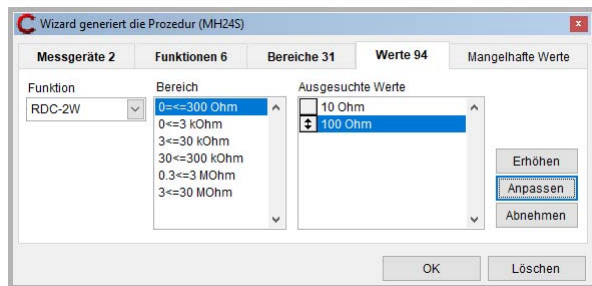 Wizard generiert die Prozedur (MH24S)
Messgeräte 2
Funktionen 6
Bereiche 31
Werte 94
Mangelhafte Werte
Funktion
RDC-2W
Bereich
0=<=300 Ohm
0<=3 kOhm
3<=30 kOhm
30<=300 kOhm
0.3<=3 MOhm
3<=30 MOhm
Ausgesuchte Werte
10 Ohm
100 Ohm
Erhöhen
Anpassen
Abnehmen
OK
Löschen